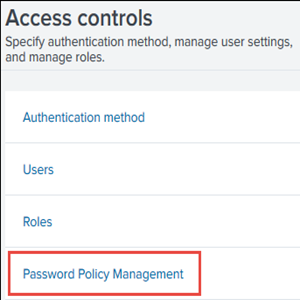 Access controls
Specify authentication method, manage user settings,
and manage roles.
Authentication method
Users
Roles
Password Policy Management